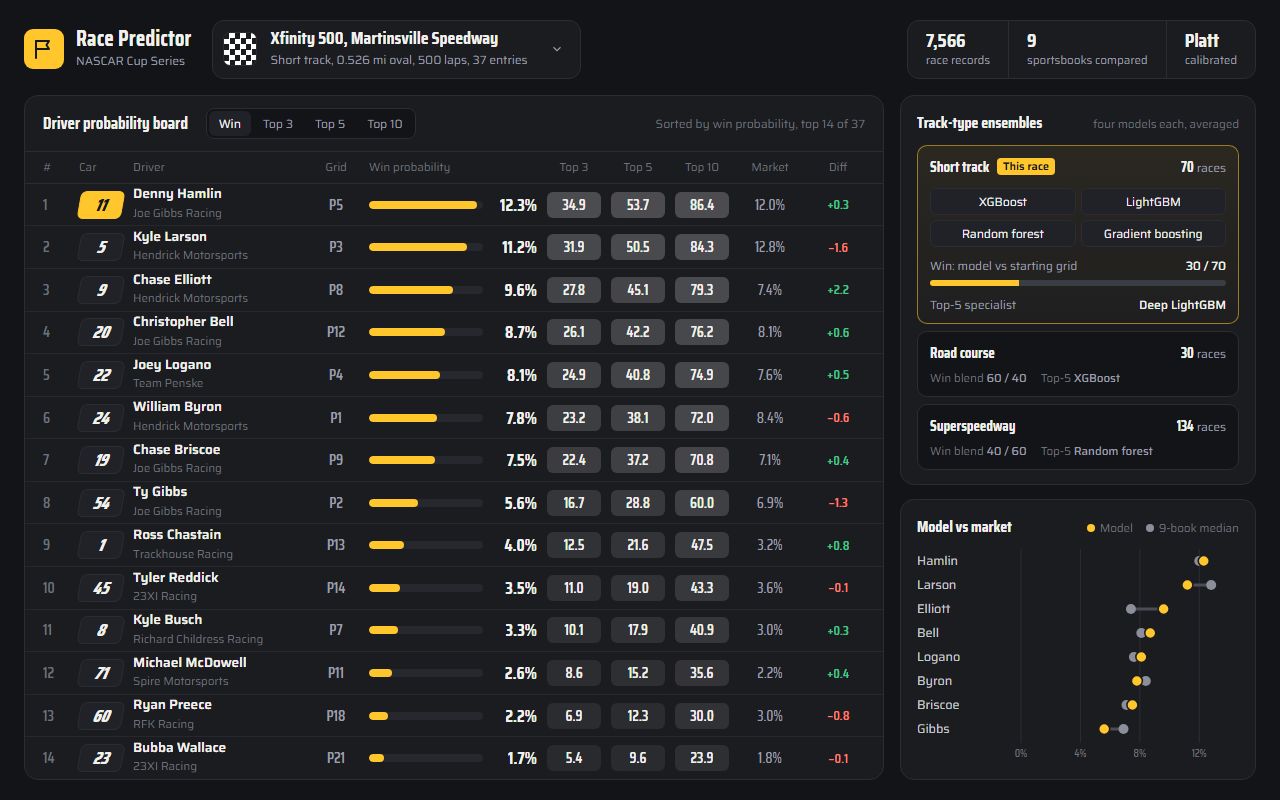 Race Predictor
NASCAR Cup Series
Xfinity 500, Martinsville Speedway
Short track, 0.526 mi oval, 500 laps, 37 entries
7,566
race records
9
sportsbooks compared
Platt
calibrated
Driver probability board
Win Top 3 Top 5 Top 10
Sorted by win probability, top 14 of 37
# Car Driver Grid Win probability Top 3 Top 5 Top 10 Market Diff
1 11 Denny Hamlin P5 12.3% 34.9 53.7 86.4 12.0% +0.3
Joe Gibbs Racing
2 5 Kyle Larson P3 11.2% 31.9 50.5 84.3 12.8% −1.6
Hendrick Motorsports
3 9 Chase Elliott P8 9.6% 27.8 45.1 79.3 7.4% +2.2
Hendrick Motorsports
4 20 Christopher Bell P12 8.7% 26.1 42.2 76.2 8.1% +0.6
Joe Gibbs Racing
5 22 Joey Logano P4 8.1% 24.9 40.8 74.9 7.6% +0.5
Team Penske
6 24 William Byron P1 7.8% 23.2 38.1 72.0 8.4% −0.6
Hendrick Motorsports
7 19 Chase Briscoe P9 7.5% 22.4 37.2 70.8 7.1% +0.4
Joe Gibbs Racing
8 54 Ty Gibbs P2 5.6% 16.7 28.8 60.0 6.9% −1.3
Joe Gibbs Racing
9 1 Ross Chastain P13 4.0% 12.5 21.6 47.5 3.2% +0.8
Trackhouse Racing
10 45 Tyler Reddick P14 3.5% 11.0 19.0 43.3 3.6% −0.1
23XI Racing
11 8 Kyle Busch P7 3.3% 10.1 17.9 40.9 3.0% +0.3
Richard Childress Racing
12 71 Michael McDowell P11 2.6% 8.6 15.2 35.6 2.2% +0.4
Spire Motorsports
13 60 Ryan Preece P18 2.2% 6.9 12.3 30.0 3.0% −0.8
RFK Racing
14 23 Bubba Wallace P21 1.7% 5.4 9.6 23.9 1.8% −0.1
23XI Racing
Track-type ensembles
four models each, averaged
Short track This race 70 races
XGBoost LightGBM
Random forest Gradient boosting
Win: model vs starting grid 30 / 70
Top-5 specialist Deep LightGBM
Road course 30 races
Win blend 60 / 40 Top-5 XGBoost
Superspeedway 134 races
Win blend 40 / 60 Top-5 Random forest
Model vs market
Model 9-book median
Hamlin
Larson
Elliott
Bell
Logano
Byron
Briscoe
Gibbs
0% 4% 8% 12%